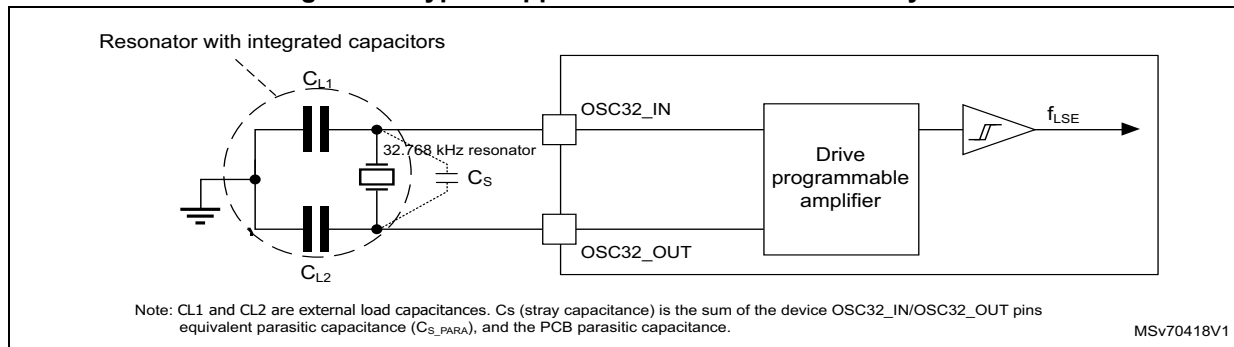 Resonator with integrated capacitors
CL1
OSC32_IN
fLSE
32.768 kHz resonator
CS
Drive
programmable
amplifier
OSC32_OUT
CL2
Note: CL1 and CL2 are external load capacitances. Cs (stray capacitance) is the sum of the device OSC32_IN/OSC32_OUT pins
equivalent parasitic capacitance (CS_PARA), and the PCB parasitic capacitance.
MSv70418V1